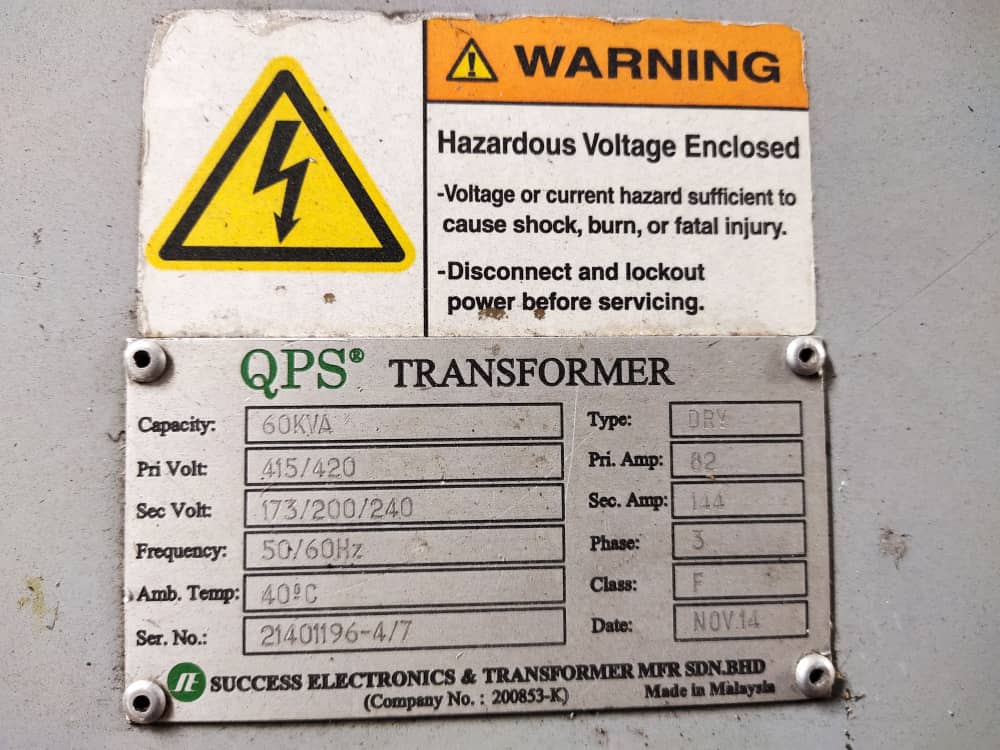 WARNING
Hazardous Voltage Enclosed
-Voltage or current hazard sufficient to
cause shock, burn, or fatal injury.
-Disconnect and lockout
power before servicing.
QPS® TRANSFORMER
Capacity: 60KVA Type: DRY
Pri Volt: 415/420 Pri. Amp: 82
Sec Volt: 173/200/240 Sec. Amp: 144
Frequency: 50/60Hz Phase: 3
Amb. Temp: 40ºC Class: F
Ser. No.: 21401196-4/7 Date: NOV.14
SUCCESS ELECTRONICS & TRANSFORMER MFR SDN.BHD
(Company No. : 200853-K) Made in Malaysia